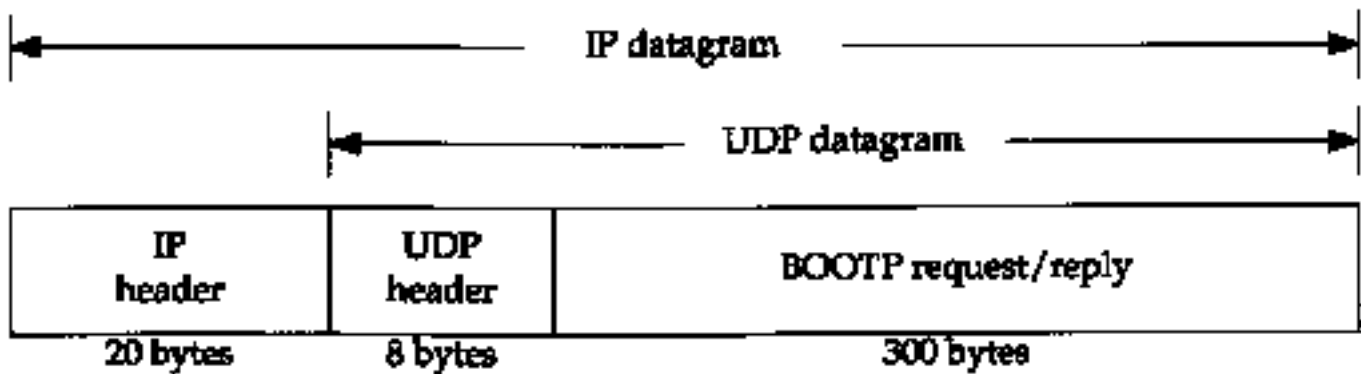 IP datagram
UDP datagram
IP
header
UDP
header
BOOTP request/reply
20 bytes
8 bytes
300 bytes